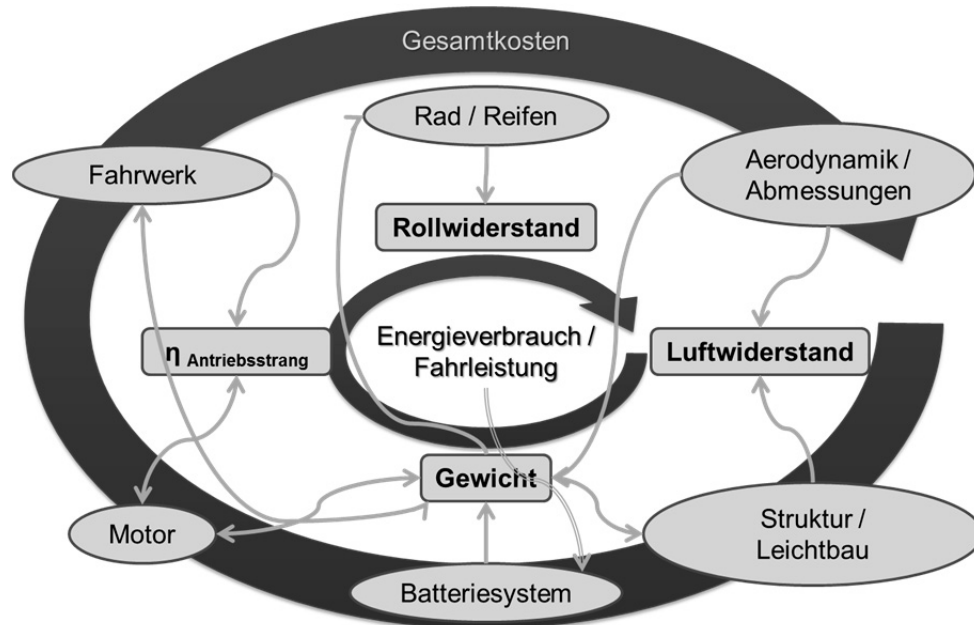 Gesamtkosten
Rad / Reifen
Fahrwerk
Aerodynamik /
Abmessungen
Rollwiderstand
Energieverbrauch /
Fahrleistung
η Antriebsstrang
Luftwiderstand
Gewicht
Motor
Struktur /
Leichtbau
Batteriesystem